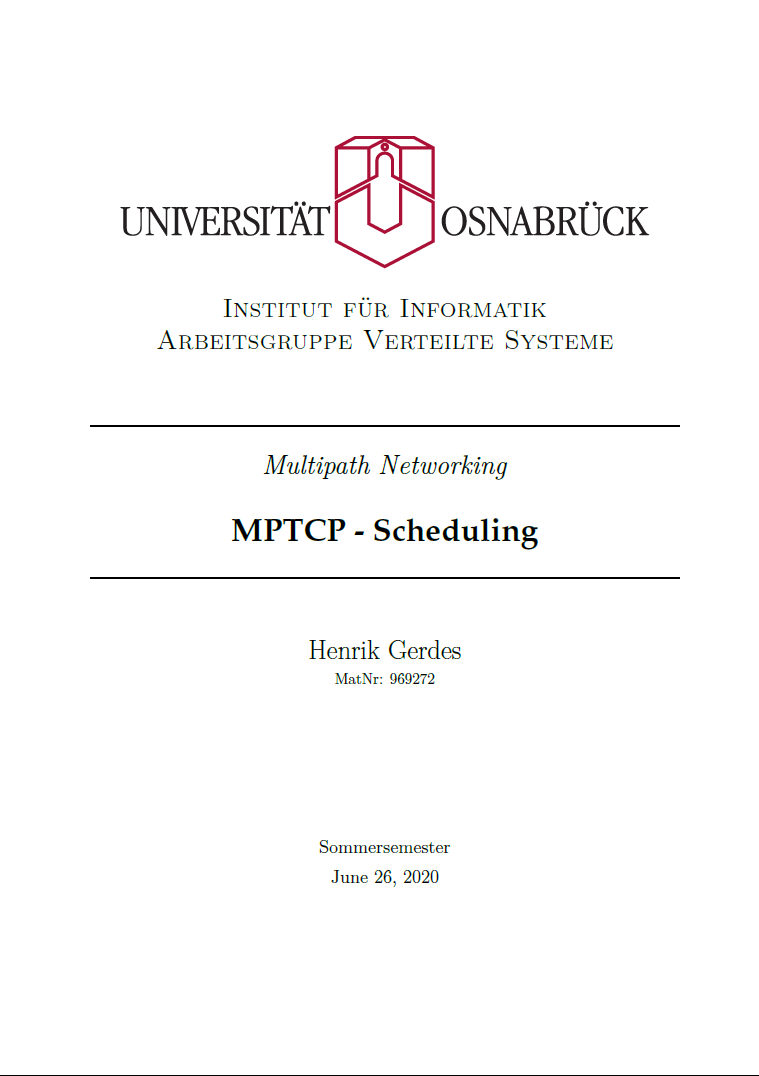 UNIVERSITÄT OSNABRÜCK
Institut für Informatik
Arbeitsgruppe Verteilte Systeme
Multipath Networking
MPTCP - Scheduling
Henrik Gerdes
MatNr: 969272
Sommersemester
June 26, 2020